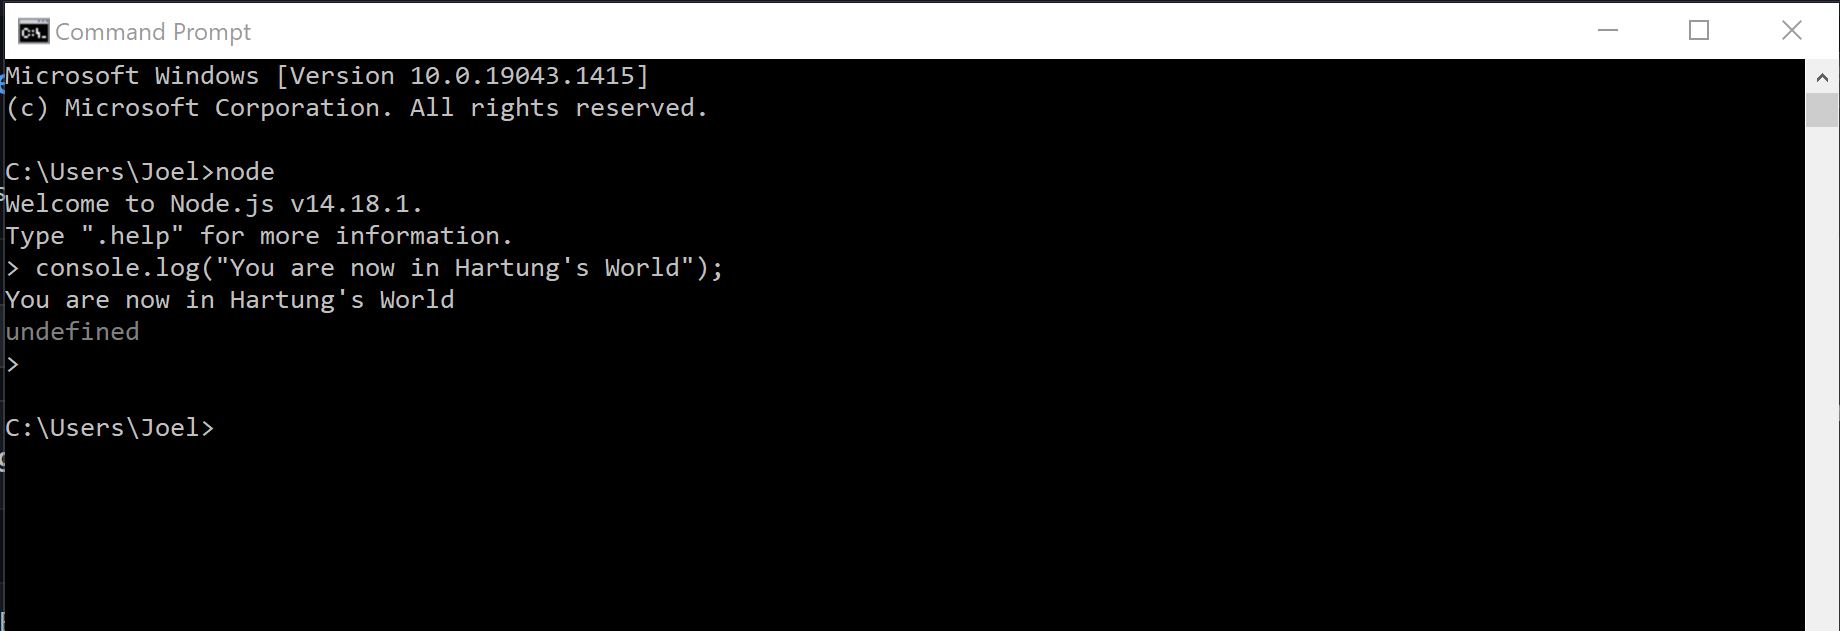 Command Prompt
Microsoft Windows [Version 10.0.19043.1415]
(c) Microsoft Corporation. All rights reserved.
C:\Users\Joel>node
Welcome to Node.js v14.18.1.
Type ".help" for more information.
> console.log("You are now in Hartung's World");
You are now in Hartung's World
undefined
>
C:\Users\Joel>